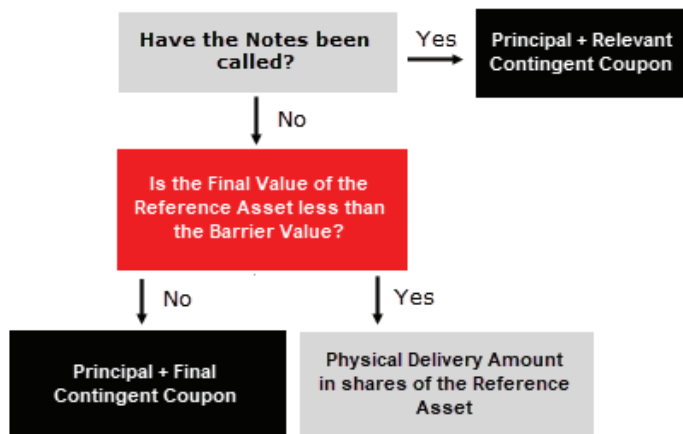 Have the Notes been
called?
Yes
Principal + Relevant
Contingent Coupon
No
Is the Final Value of the
Reference Asset less than
the Barrier Value?
No
Yes
Principal + Final
Contingent Coupon
Physical Delivery Amount
in shares of the Reference
Asset